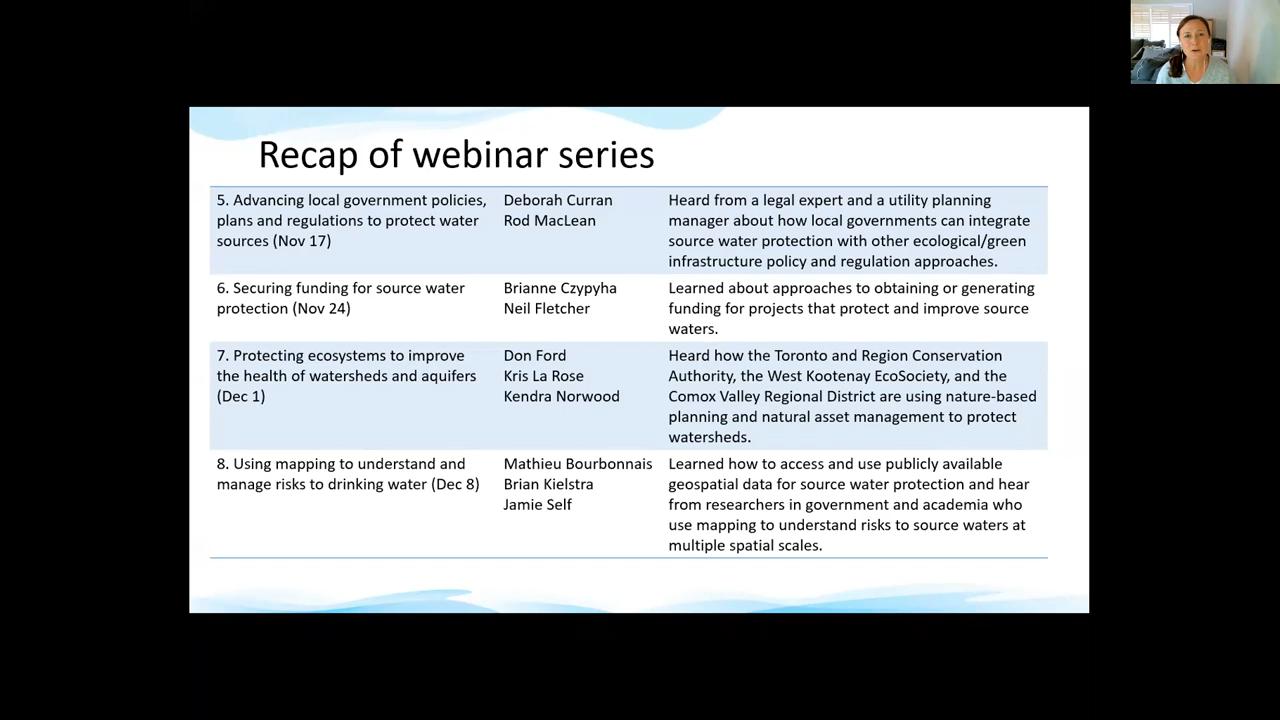 Recap of webinar series
5. Advancing local government policies,
plans and regulations to protect water
sources (Nov 17)
Deborah Curran
Rod MacLean
Heard from a legal expert and a utility planning
manager about how local governments can integrate
source water protection with other ecological/green
infrastructure policy and regulation approaches.
6. Securing funding for source water
protection (Nov 24)
Brianne Czypyha
Neil Fletcher
Learned about approaches to obtaining or generating
funding for projects that protect and improve source
waters.
7. Protecting ecosystems to improve
the health of watersheds and aquifers
(Dec 1)
Don Ford
Kris La Rose
Kendra Norwood
Heard how the Toronto and Region Conservation
Authority, the West Kootenay EcoSociety, and the
Comox Valley Regional District are using nature-based
planning and natural asset management to protect
watersheds.
8. Using mapping to understand and
manage risks to drinking water (Dec 8)
Mathieu Bourbonnais
Brian Kielstra
Jamie Self
Learned how to access and use publicly available
geospatial data for source water protection and hear
from researchers in government and academia who
use mapping to understand risks to source waters at
multiple spatial scales.